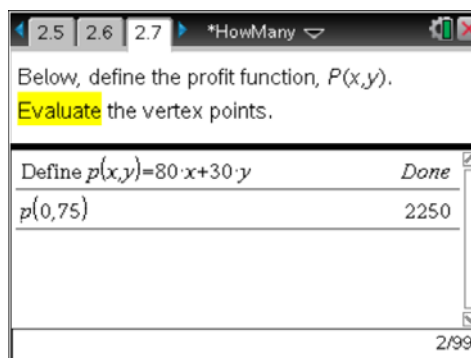 2.5 2.6 2.7 *HowMany
Below, define the profit function, P(x,y).
Evaluate the vertex points.
Define p(x,y)=80·x+30·y Done
p(0,75) 2250
2/99